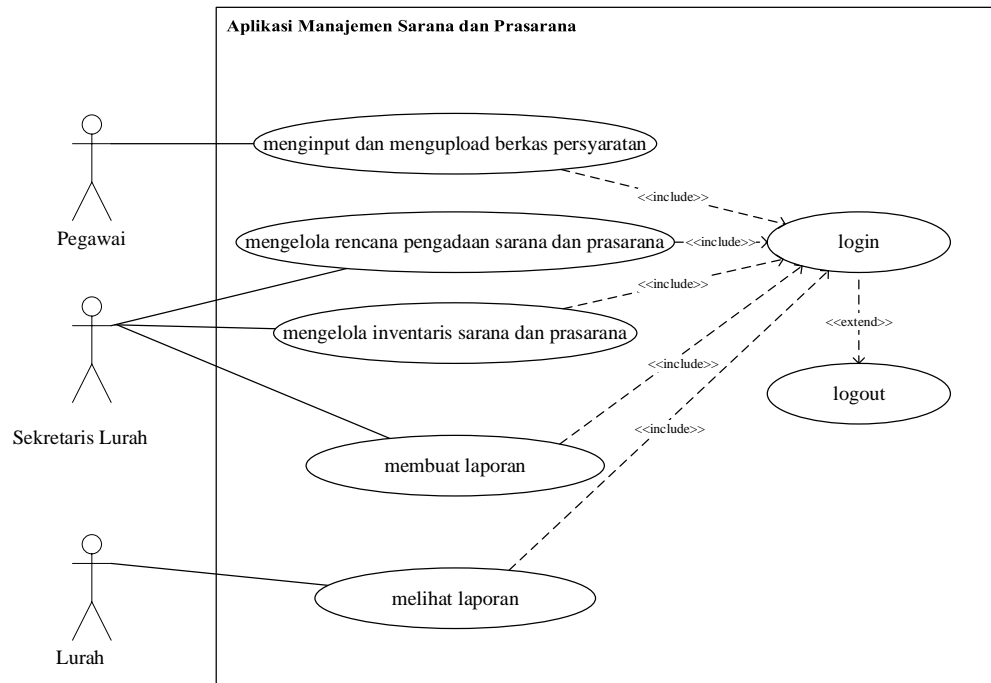 Aplikasi Manajemen Sarana dan Prasarana
menginput dan mengupload berkas persyaratan
<<include>>
Pegawai
mengelola rencana pengadaan sarana dan prasarana
<<include>>
login
<<include>>
mengelola inventaris sarana dan prasarana
<<extend>>
<<include>>
logout
Sekretaris Lurah
<<include>>
membuat laporan
melihat laporan
Lurah